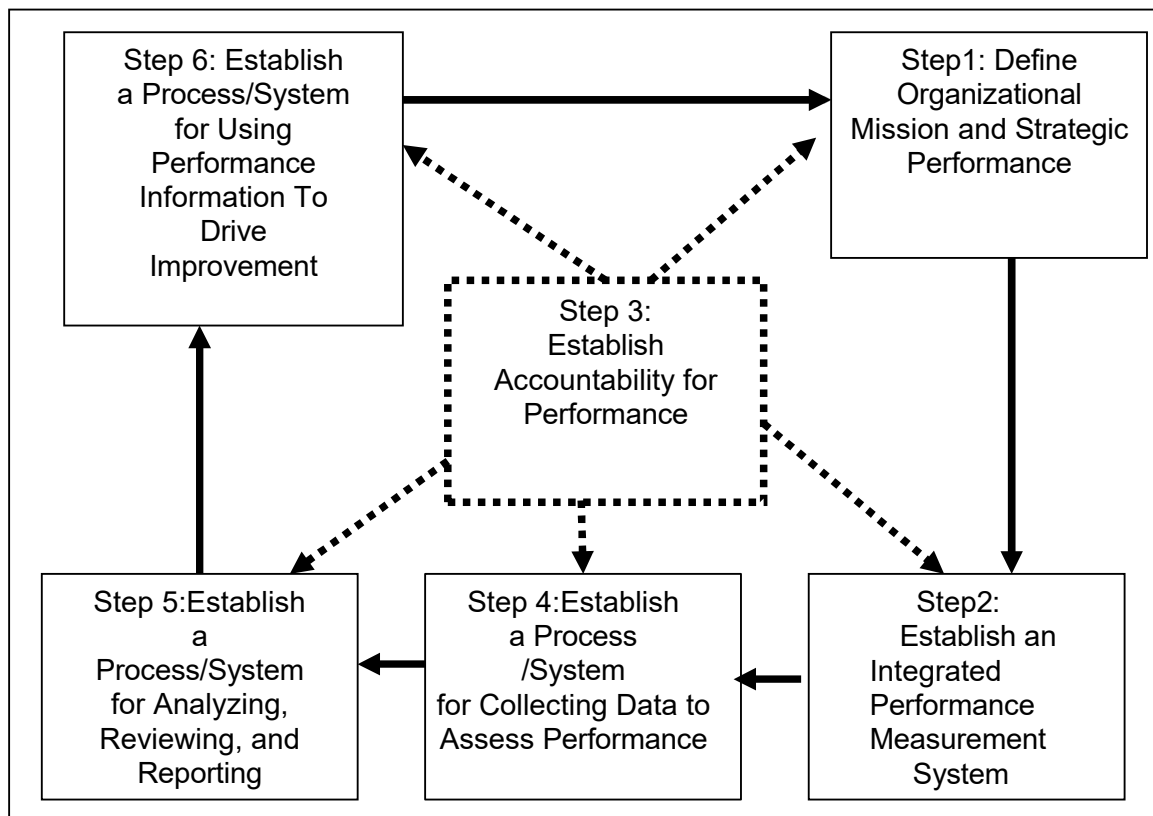 Step 6: Establish
a Process/System
for Using
Performance
Information To
Drive
Improvement
Step1: Define
Organizational
Mission and Strategic
Performance
Step 3:
Establish
Accountability for
Performance
Step 5:Establish
a
Process/System
for Analyzing,
Reviewing, and
Reporting
Step 4:Establish
a Process
/System
for Collecting Data to
Assess Performance
Step2:
Establish an
Integrated
Performance
Measurement
System